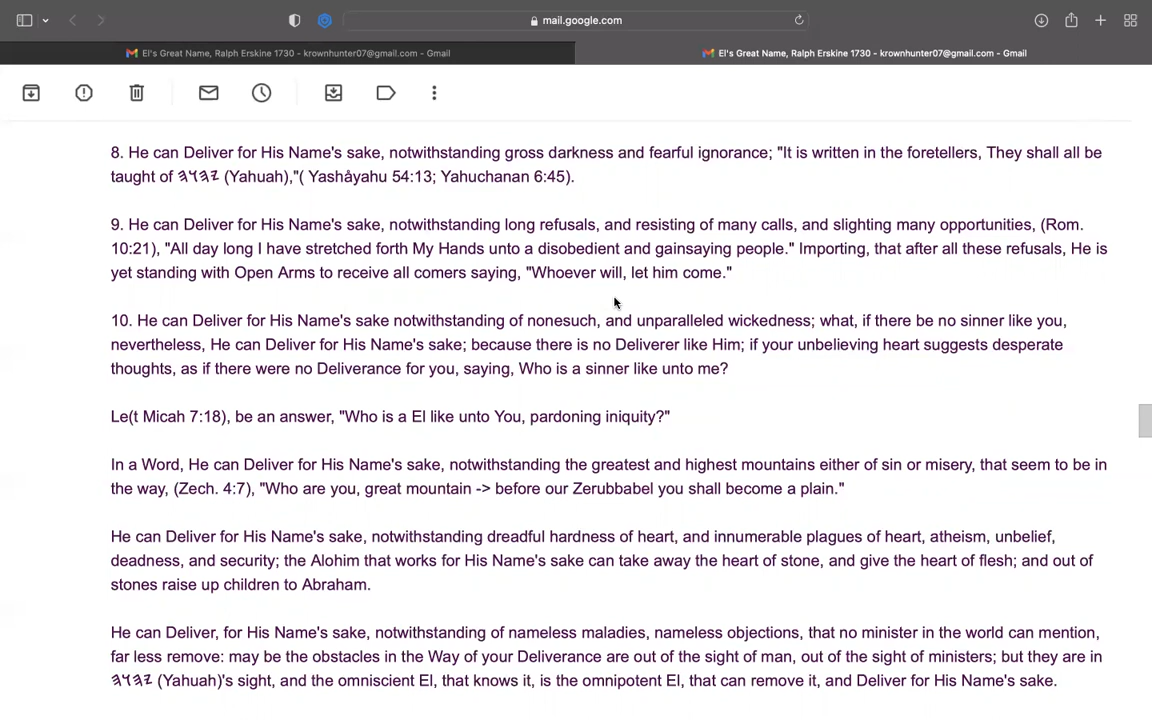 mail.google.com
El's Great Name, Ralph Erskine 1730 - krownhunter07@gmail.com - Gmail
El's Great Name, Ralph Erskine 1730 - krownhunter07@gmail.com - Gmail
8. He can Deliver for His Name's sake, notwithstanding gross darkness and fearful ignorance; "It is written in the foretellers, They shall all be
taught of 𐤉𐤄𐤅𐤄 (Yahuah),"( Yashåyahu 54:13; Yahuchanan 6:45).
9. He can Deliver for His Name's sake, notwithstanding long refusals, and resisting of many calls, and slighting many opportunities, (Rom.
10:21), "All day long I have stretched forth My Hands unto a disobedient and gainsaying people." Importing, that after all these refusals, He is
yet standing with Open Arms to receive all comers saying, "Whoever will, let him come."
10. He can Deliver for His Name's sake notwithstanding of nonesuch, and unparalleled wickedness; what, if there be no sinner like you,
nevertheless, He can Deliver for His Name's sake; because there is no Deliverer like Him; if your unbelieving heart suggests desperate
thoughts, as if there were no Deliverance for you, saying, Who is a sinner like unto me?
Le(t Micah 7:18), be an answer, "Who is a El like unto You, pardoning iniquity?"
In a Word, He can Deliver for His Name's sake, notwithstanding the greatest and highest mountains either of sin or misery, that seem to be in
the way, (Zech. 4:7), "Who are you, great mountain -> before our Zerubbabel you shall become a plain."
He can Deliver for His Name's sake, notwithstanding dreadful hardness of heart, and innumerable plagues of heart, atheism, unbelief,
deadness, and security; the Alohim that works for His Name's sake can take away the heart of stone, and give the heart of flesh; and out of
stones raise up children to Abraham.
He can Deliver, for His Name's sake, notwithstanding of nameless maladies, nameless objections, that no minister in the world can mention,
far less remove: may be the obstacles in the Way of your Deliverance are out of the sight of man, out of the sight of ministers; but they are in
𐤉𐤄𐤅𐤄 (Yahuah)'s sight, and the omniscient El, that knows it, is the omnipotent El, that can remove it, and Deliver for His Name's sake.